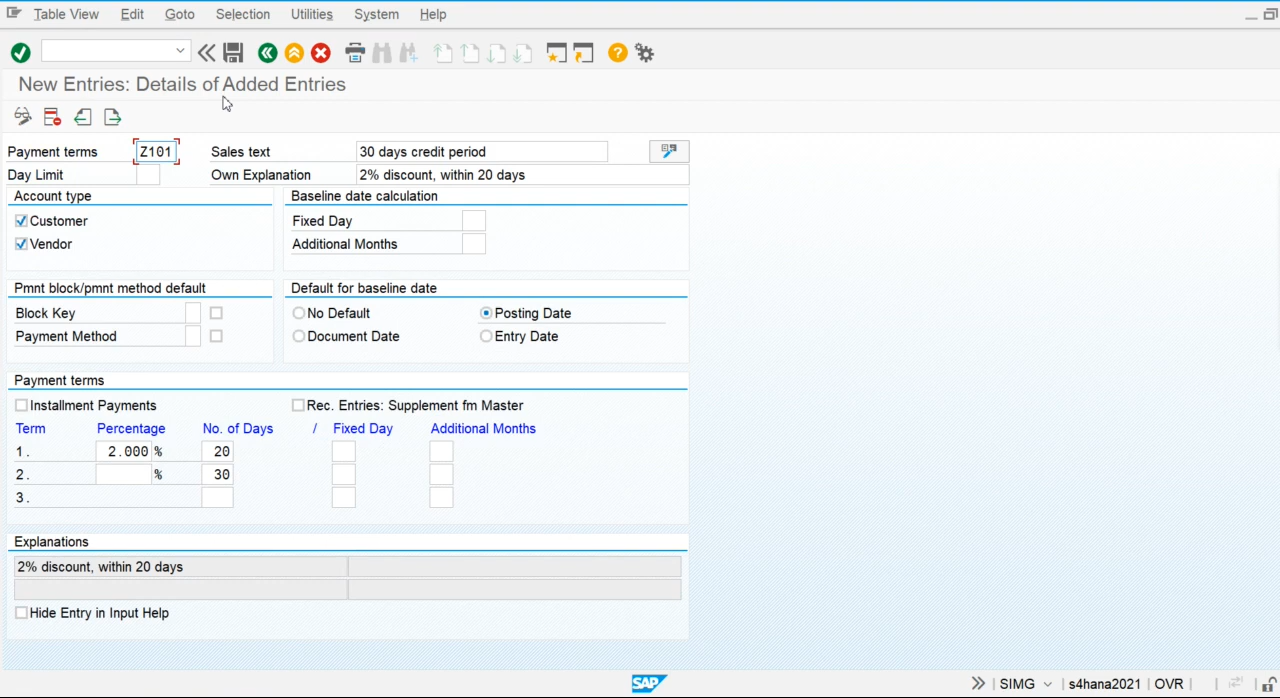 Table View Edit Goto Selection Utilities System Help
New Entries: Details of Added Entries
Payment terms Z101 Sales text 30 days credit period
Day Limit Own Explanation 2% discount, within 20 days
Account type Baseline date calculation
Customer Fixed Day
Vendor Additional Months
Pmnt block/pmnt method default Default for baseline date
Block Key No Default Posting Date
Payment Method Document Date Entry Date
Payment terms
Installment Payments Rec. Entries: Supplement fm Master
Term Percentage No. of Days / Fixed Day Additional Months
1. 2.000 % 20
2. % 30
3.
Explanations
2% discount, within 20 days
Hide Entry in Input Help
SAP SIMG s4hana2021 OVR